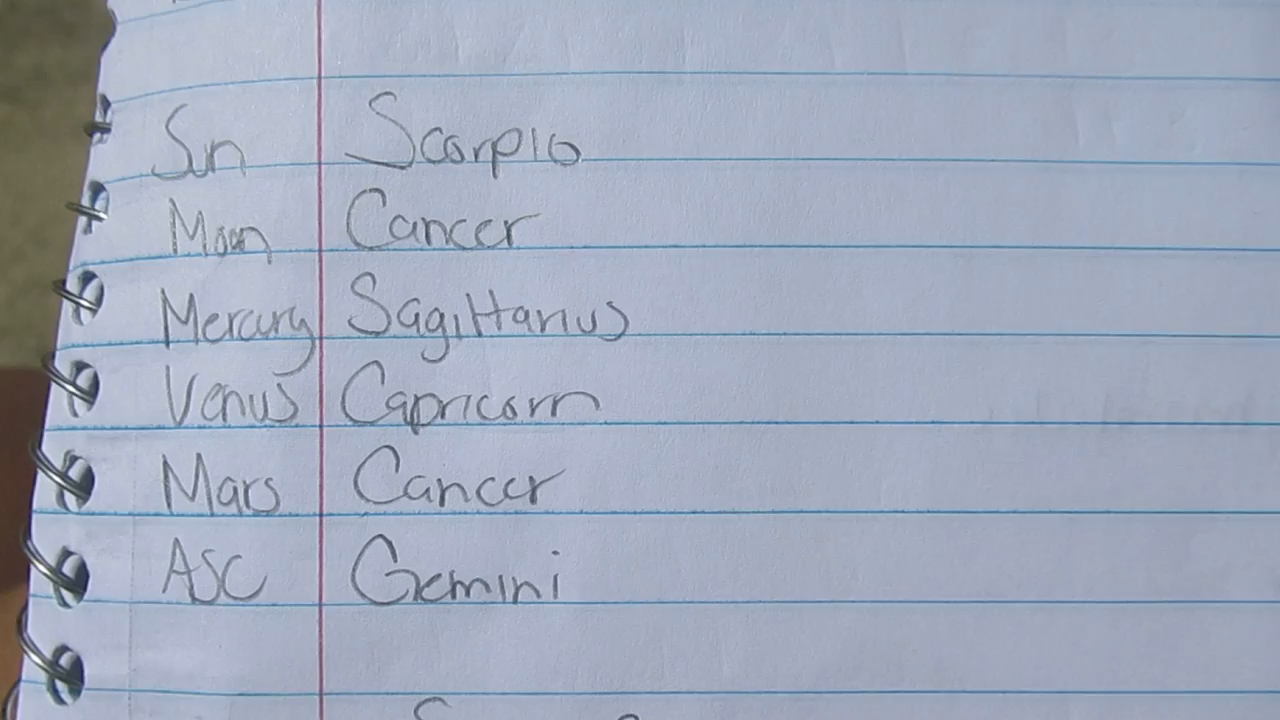 Sun Scorpio
Moon Cancer
Mercury Sagittarius
Venus Capricorn
Mars Cancer
ASC Gemini